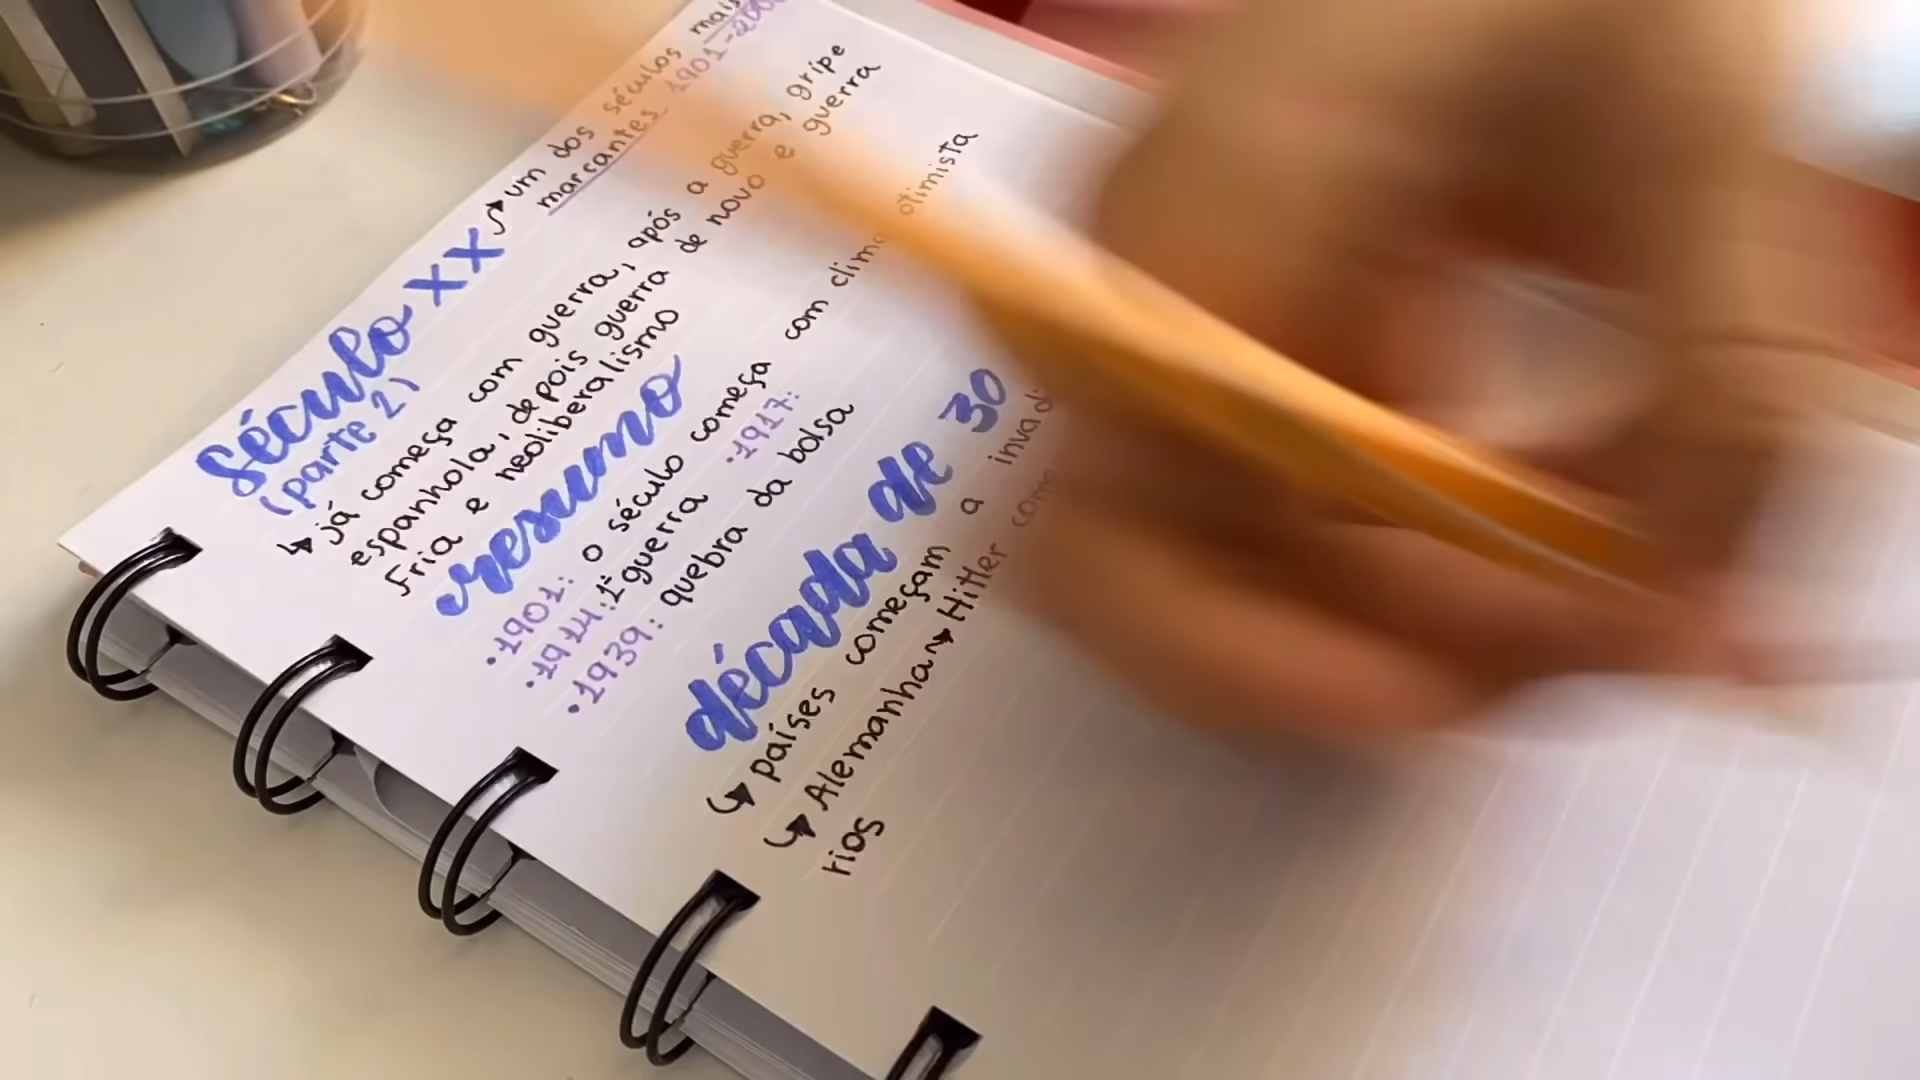 Século XX um dos séculos mais
marcantes 1901-2000
(parte 2)
já começa com guerra, após a guerra, gripe
espanhola, depois guerra de novo e guerra
Fria e neoliberalismo
resumo
•1901: o século começa com clima otimista
•1914: 1ª guerra •1917:
•1939: quebra da bolsa
década de 30
países começam a
Alemanha Hitler
rios